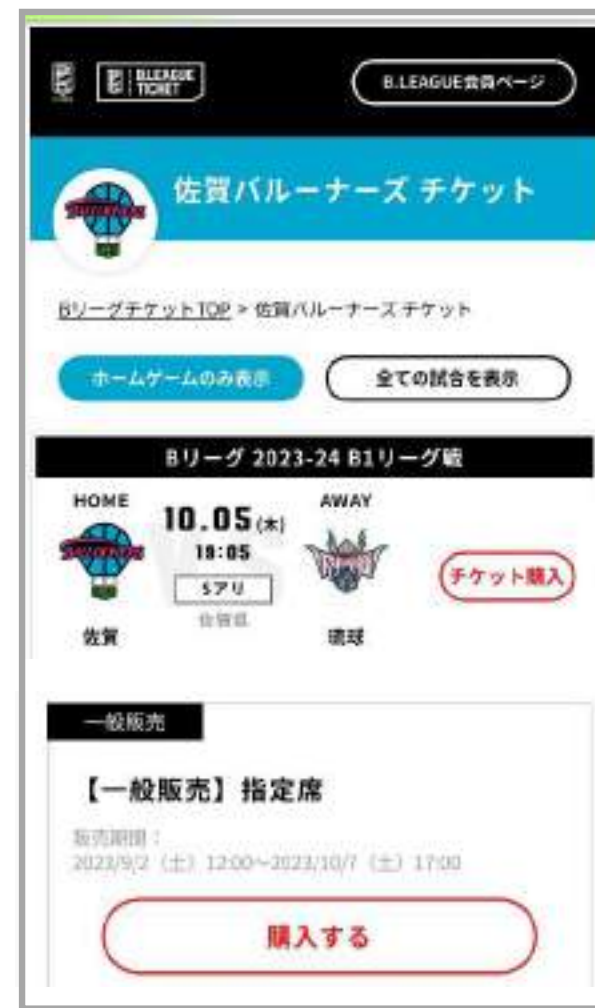 B.LEAGUE
TICKET
B.LEAGUE会員ページ
佐賀バルーナーズ チケット
BリーグチケットTOP > 佐賀バルーナーズ チケット
ホームゲームのみ表示
全ての試合を表示
Bリーグ 2023-24 B1リーグ戦
HOME
10.05(木)
AWAY
19:05
Sアリ
チケット購入
佐賀県
佐賀
琉球
一般販売
【一般販売】指定席
販売期間：
2023/9/2（土）12:00～2023/10/7（土）17:00
購入する